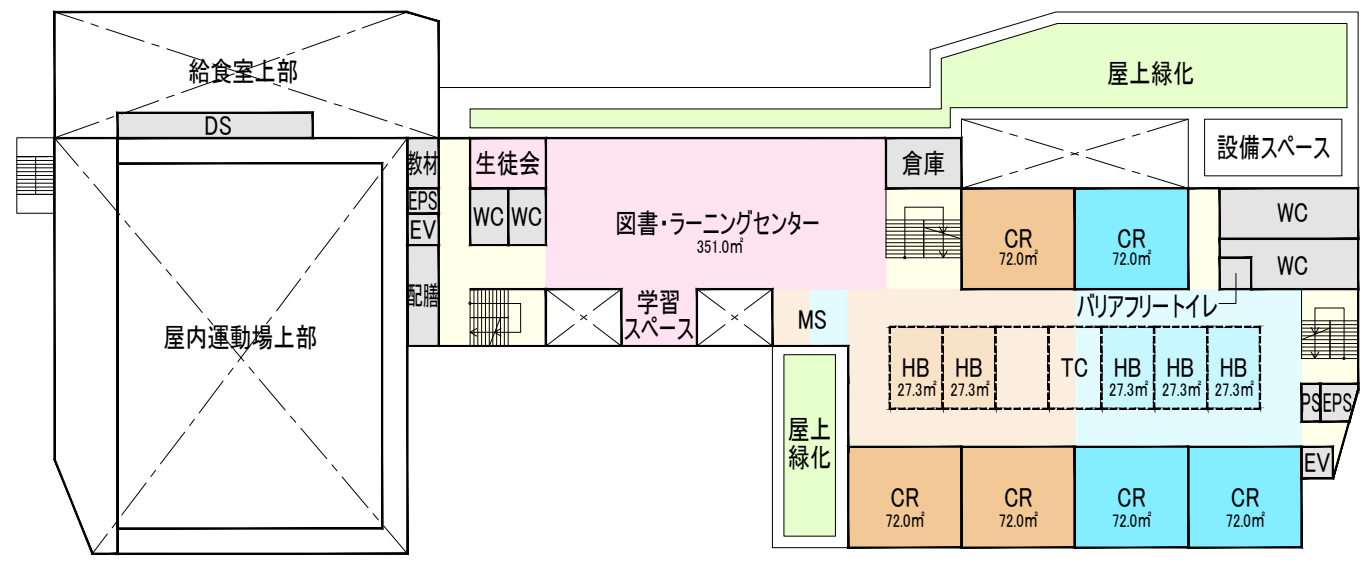 給食室上部
屋上緑化
DS
教材
生徒会
倉庫
設備スペース
EPS
EV
WC
WC
図書・ラーニングセンター
351.0㎡
CR
72.0㎡
CR
72.0㎡
WC
WC
配膳
学習
スペース
MS
バリアフリートイレ
屋内運動場上部
HB
27.3㎡
HB
27.3㎡
TC
HB
27.3㎡
HB
27.3㎡
HB
27.3㎡
PS
EPS
屋上
緑化
EV
CR
72.0㎡
CR
72.0㎡
CR
72.0㎡
CR
72.0㎡